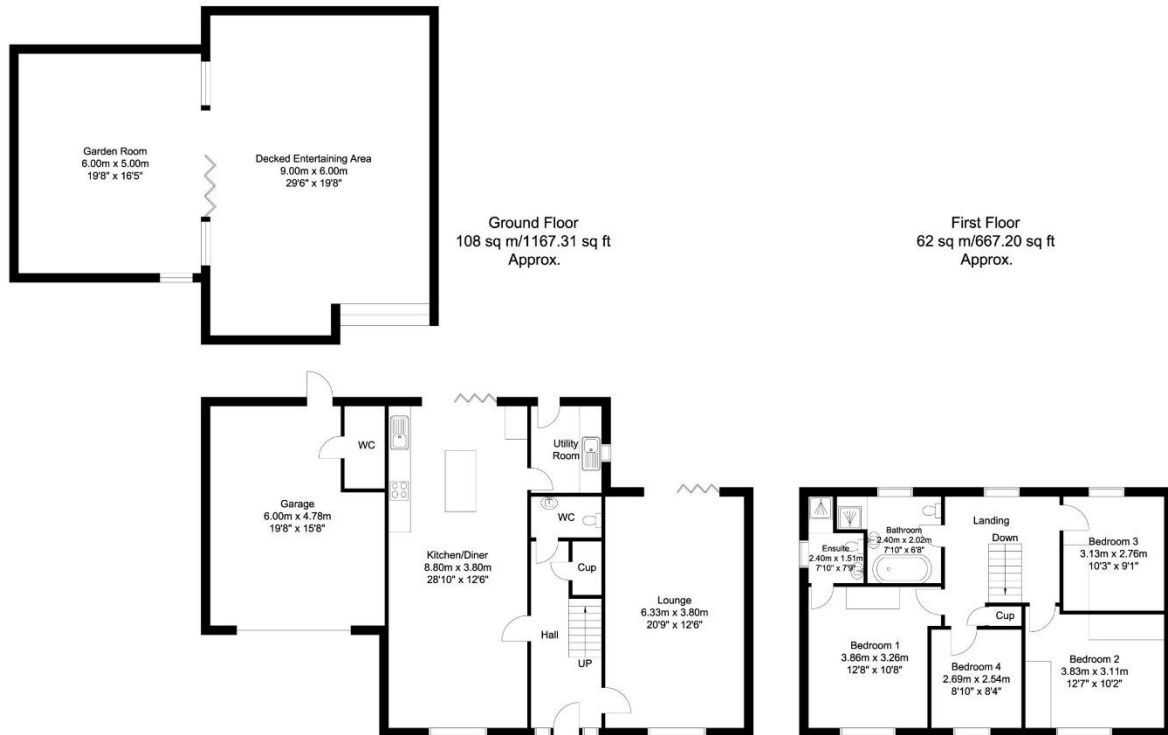 Garden Room
6.00m x 5.00m
19'8" x 16'5"
Decked Entertaining Area
9.00m x 6.00m
29'6" x 19'8"
Ground Floor
108 sq m/1167.31 sq ft
Approx.
First Floor
62 sq m/667.20 sq ft
Approx.
WC
Garage
6.00m x 4.78m
19'8" x 15'8"
Kitchen/Diner
8.80m x 3.80m
28'10" x 12'6"
Utility
Room
WC
Cup
Hall
UP
Lounge
6.33m x 3.80m
20'9" x 12'6"
Ensuite
2.40m x 1.51m
7'10" x 7'9"
Bathroom
2.40m x 2.02m
7'10" x 6'8"
Landing
Down
Bedroom 3
3.13m x 2.76m
10'3" x 9'1"
Cup
Bedroom 1
3.86m x 3.26m
12'8" x 10'8"
Bedroom 4
2.69m x 2.54m
8'10" x 8'4"
Bedroom 2
3.83m x 3.11m
12'7" x 10'2"